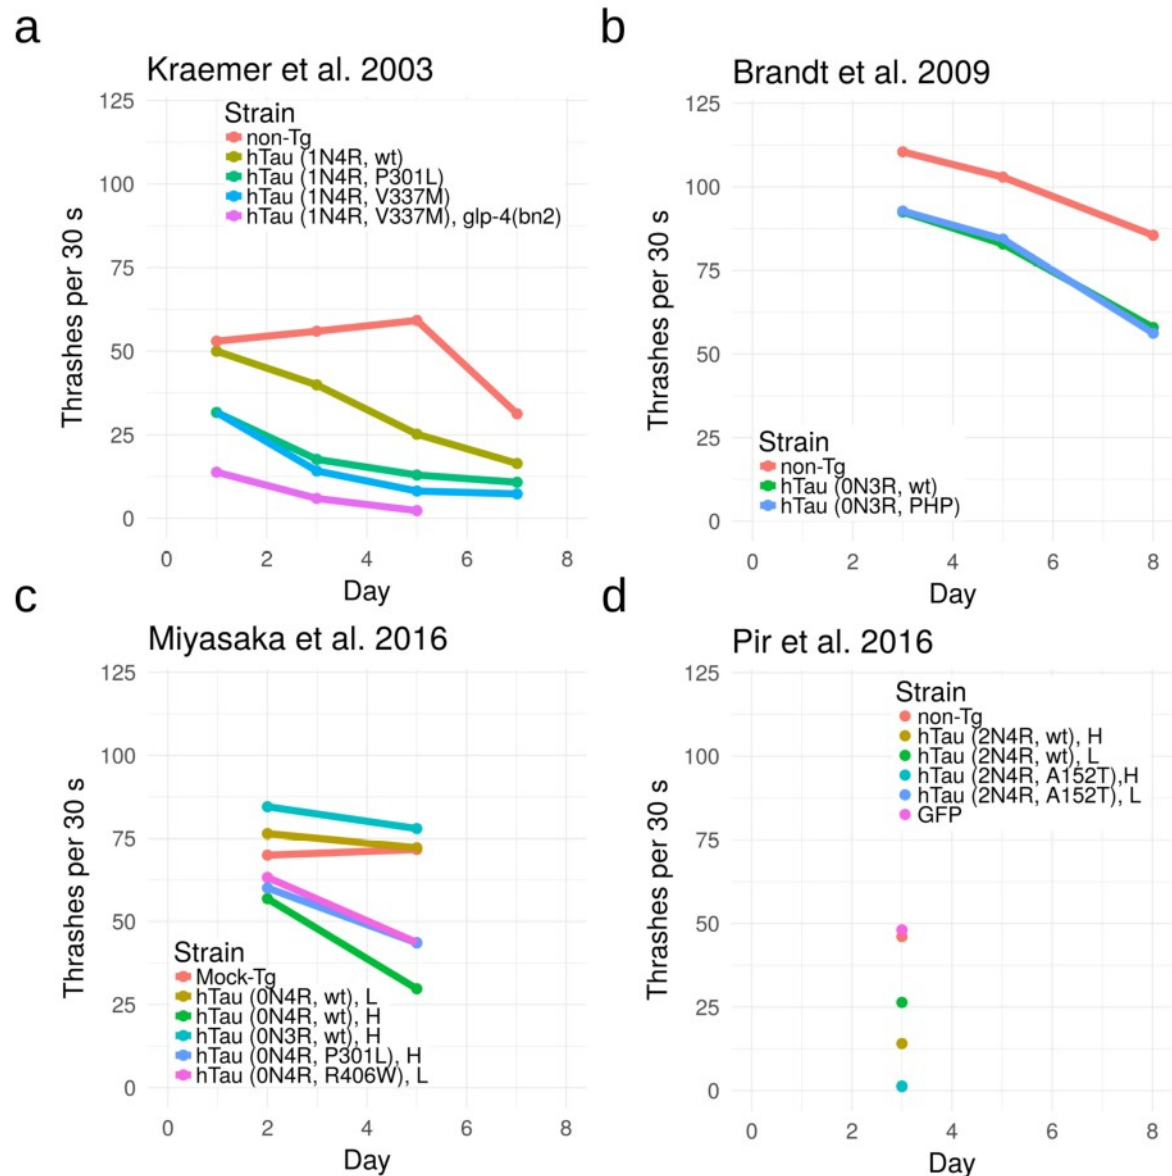 a
Kraemer et al. 2003
Thrashes per 30 s
125
100
75
50
25
0
Strain
non-Tg
hTau (1N4R, wt)
hTau (1N4R, P301L)
hTau (1N4R, V337M)
hTau (1N4R, V337M), glp-4(bn2)
0 2 4 6 8
Day
b
Brandt et al. 2009
Thrashes per 30 s
125
100
75
50
25
0
Strain
non-Tg
hTau (0N3R, wt)
hTau (0N3R, PHP)
0 2 4 6 8
Day
c
Miyasaka et al. 2016
Thrashes per 30 s
125
100
75
50
25
0
Strain
Mock-Tg
hTau (0N4R, wt), L
hTau (0N4R, wt), H
hTau (0N3R, wt), H
hTau (0N4R, P301L), H
hTau (0N4R, R406W), L
0 2 4 6 8
Day
d
Pir et al. 2016
Thrashes per 30 s
125
100
75
50
25
0
Strain
non-Tg
hTau (2N4R, wt), H
hTau (2N4R, wt), L
hTau (2N4R, A152T),H
hTau (2N4R, A152T), L
GFP
0 2 4 6 8
Day